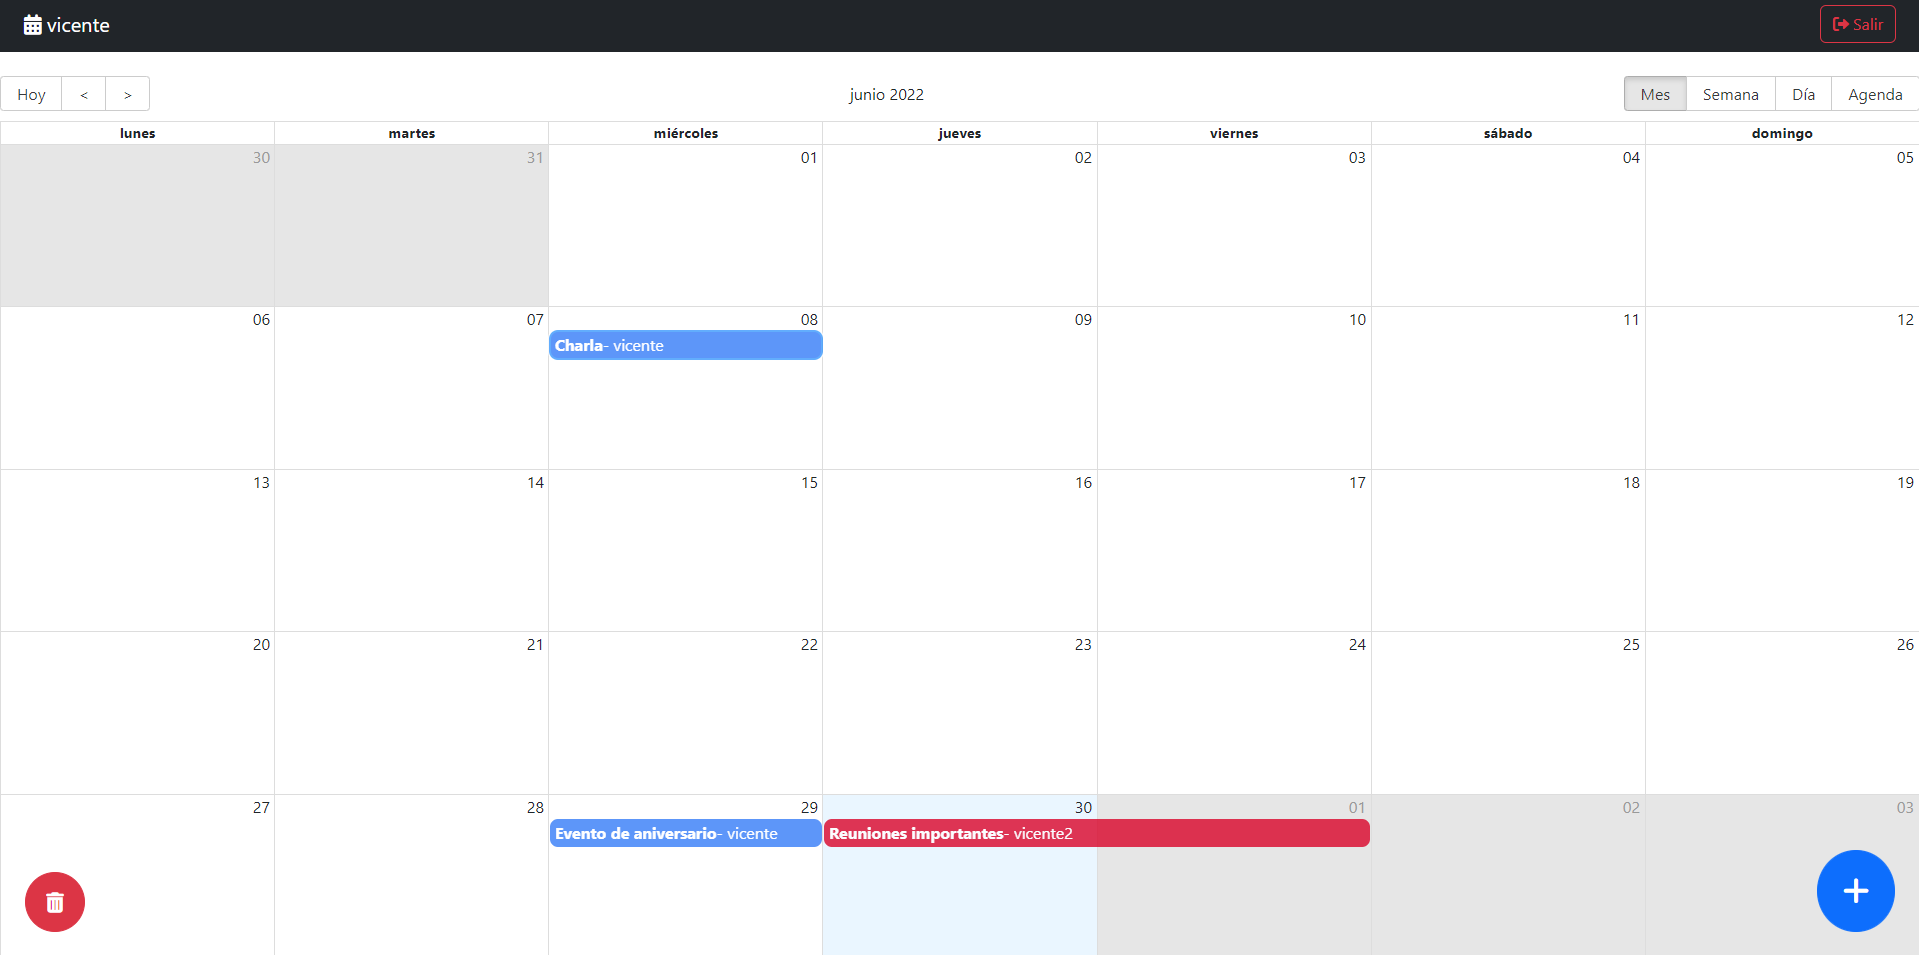 vicente
Salir
Hoy < >
junio 2022
Mes Semana Día Agenda
lunes martes miércoles jueves viernes sábado domingo
30 31 01 02 03 04 05
06 07 08 09 10 11 12
Charla- vicente
13 14 15 16 17 18 19
20 21 22 23 24 25 26
27 28 29 30 01 02 03
Evento de aniversario- vicente
Reuniones importantes- vicente2